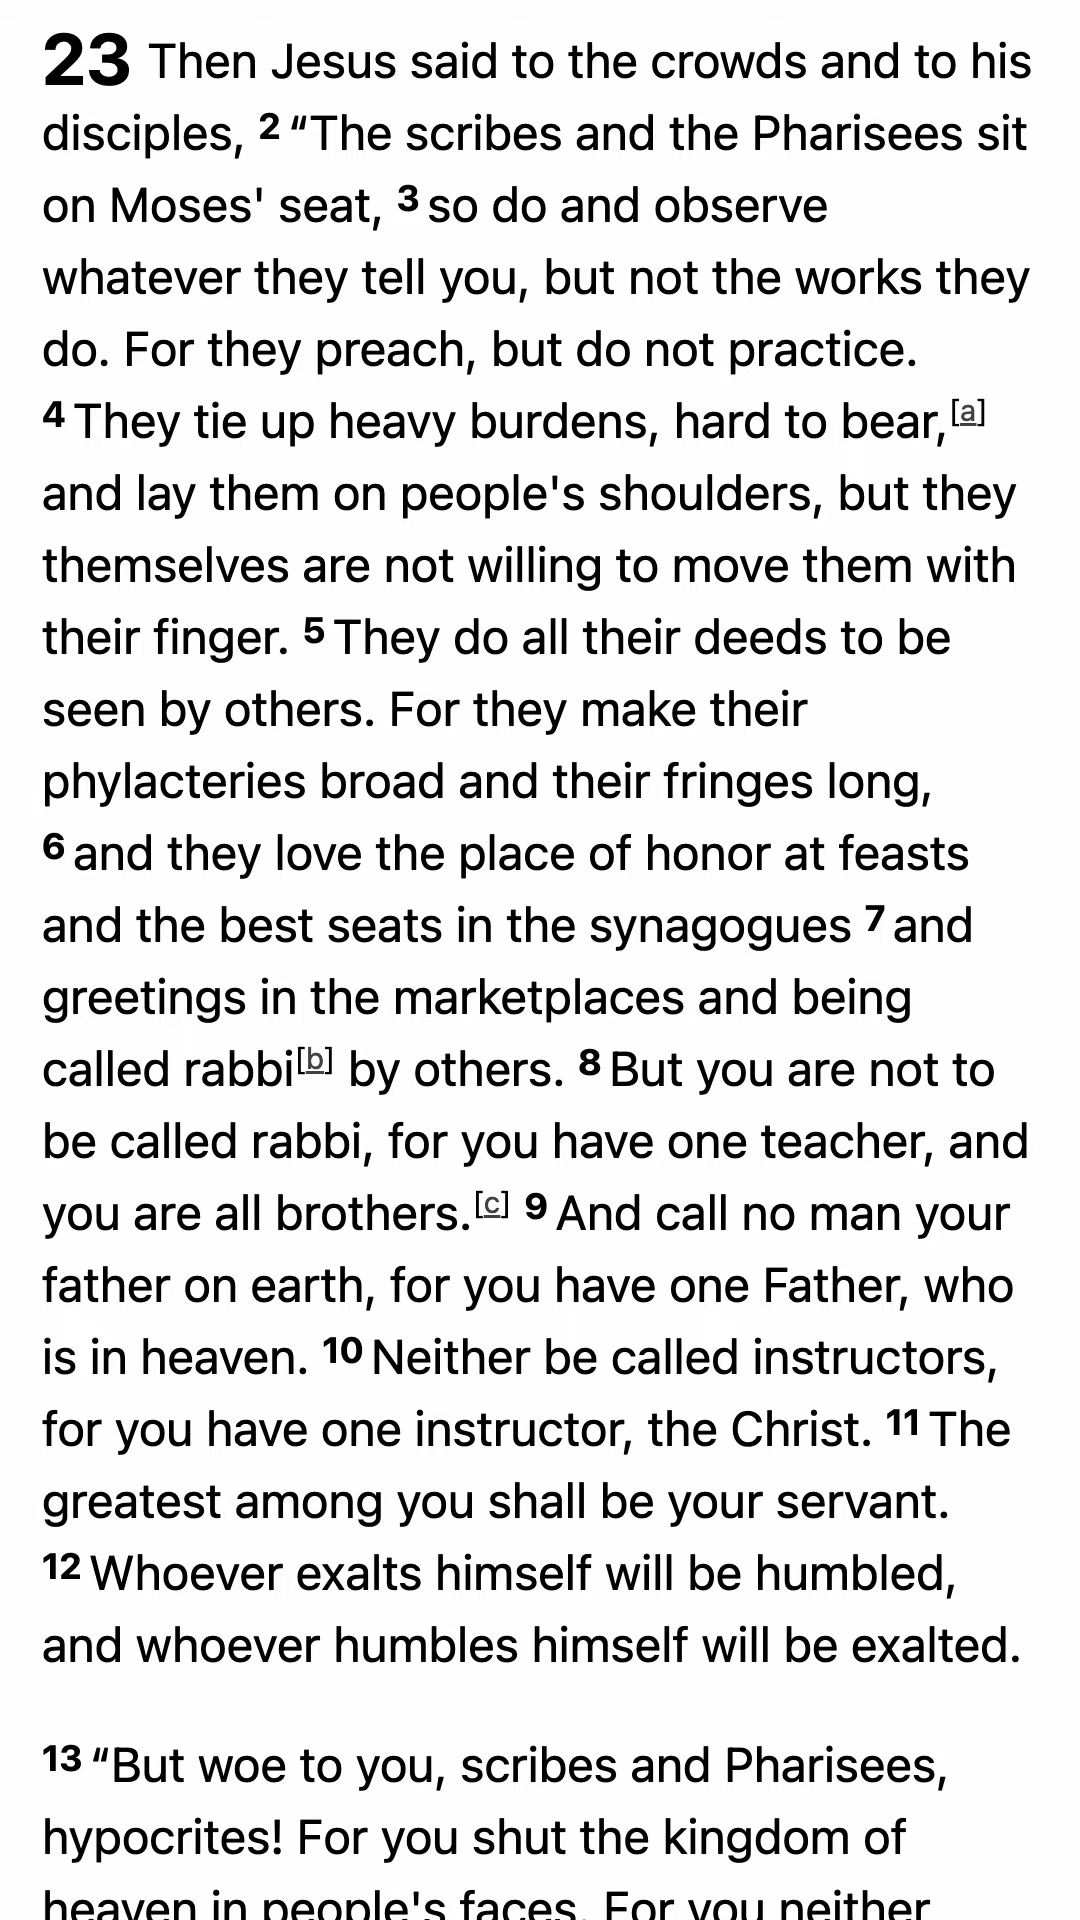 23 Then Jesus said to the crowds and to his
disciples, 2 “The scribes and the Pharisees sit
on Moses' seat, 3 so do and observe
whatever they tell you, but not the works they
do. For they preach, but do not practice.
4 They tie up heavy burdens, hard to bear,[a]
and lay them on people's shoulders, but they
themselves are not willing to move them with
their finger. 5 They do all their deeds to be
seen by others. For they make their
phylacteries broad and their fringes long,
6 and they love the place of honor at feasts
and the best seats in the synagogues 7 and
greetings in the marketplaces and being
called rabbi[b] by others. 8 But you are not to
be called rabbi, for you have one teacher, and
you are all brothers.[c] 9 And call no man your
father on earth, for you have one Father, who
is in heaven. 10 Neither be called instructors,
for you have one instructor, the Christ. 11 The
greatest among you shall be your servant.
12 Whoever exalts himself will be humbled,
and whoever humbles himself will be exalted.
13 “But woe to you, scribes and Pharisees,
hypocrites! For you shut the kingdom of
heaven in people's faces. For you neither